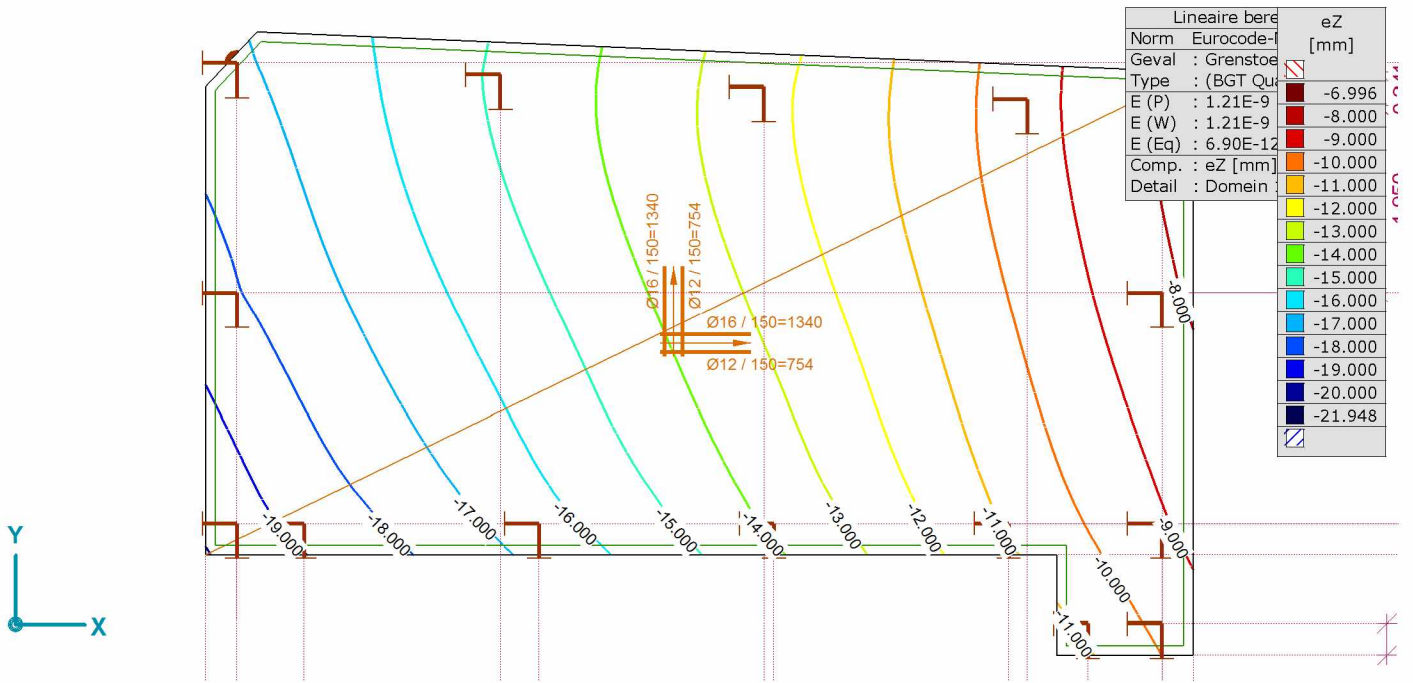 Lineaire bere
Norm Eurocode-
Geval : Grenstoe
Type : (BGT Qua
E (P) : 1.21E-9
E (W) : 1.21E-9
E (Eq) : 6.90E-12
Comp. : eZ [mm]
Detail : Domein
eZ
[mm]
-6.996
-8.000
-9.000
-10.000
-11.000
-12.000
-13.000
-14.000
-15.000
-16.000
-17.000
-18.000
-19.000
-20.000
-21.948
Ø16 / 150=1340
Ø12 / 150=754
Ø16 / 150=1340
Ø12 / 150=754
-8.000
-19.000
-18.000
-17.000
-16.000
-15.000
-14.000
-13.000
-12.000
-11.000
-9.000
-10.000
-11.000
Y
X